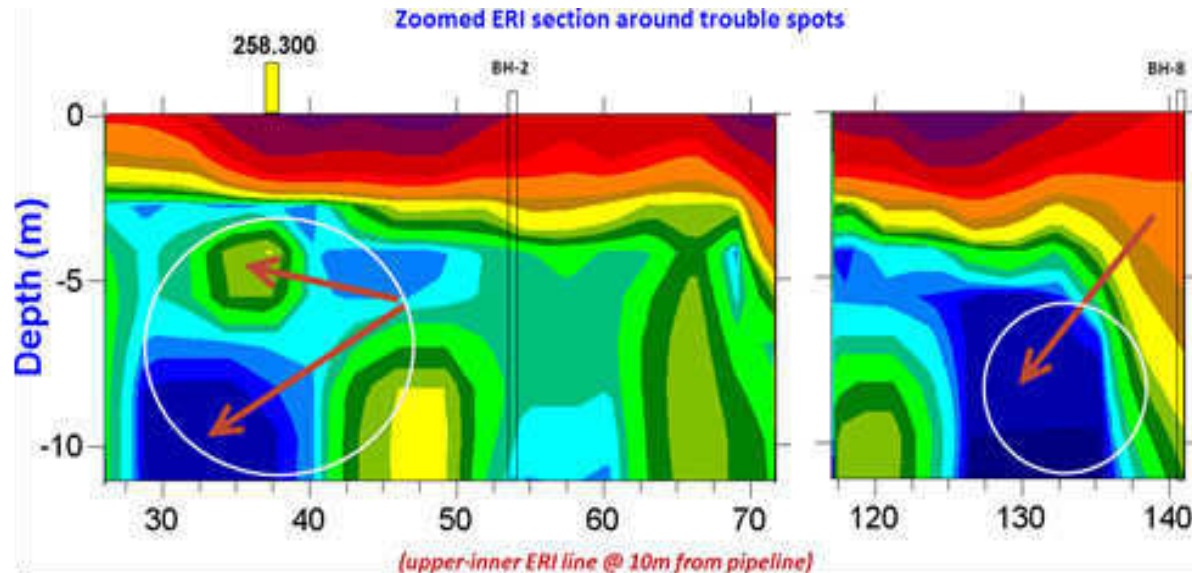 Zoomed ERI section around trouble spots
258.300
BH-2
BH-8
0
-5
-10
Depth (m)
30 40 50 60 70 120 130 140
(upper-inner ERI line @ 10m from pipeline)